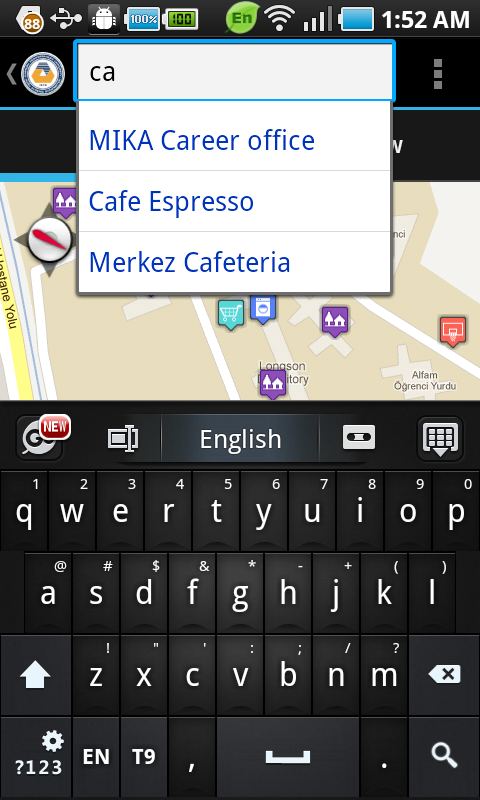 88 100% 100 En 1:52 AM
ca
MIKA Career office
Cafe Espresso
Merkez Cafeteria
w
nci
Hastane Yolu
Longson
itory
Alfam
Öğrenci Yurdu
NEW
English
1 2 3 4 5 6 7 8 9 0
q w e r t y u i o p
@ # $ & * - + ( )
a s d f g h j k l
! " ' : ; / ?
z x c v b n m
?123 EN T9 , .